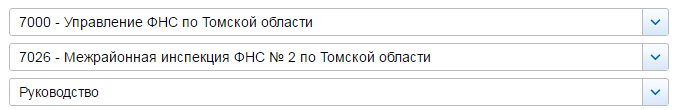 7000 - Управление ФНС по Томской области
7026 - Межрайонная инспекция ФНС № 2 по Томской области
Руководство